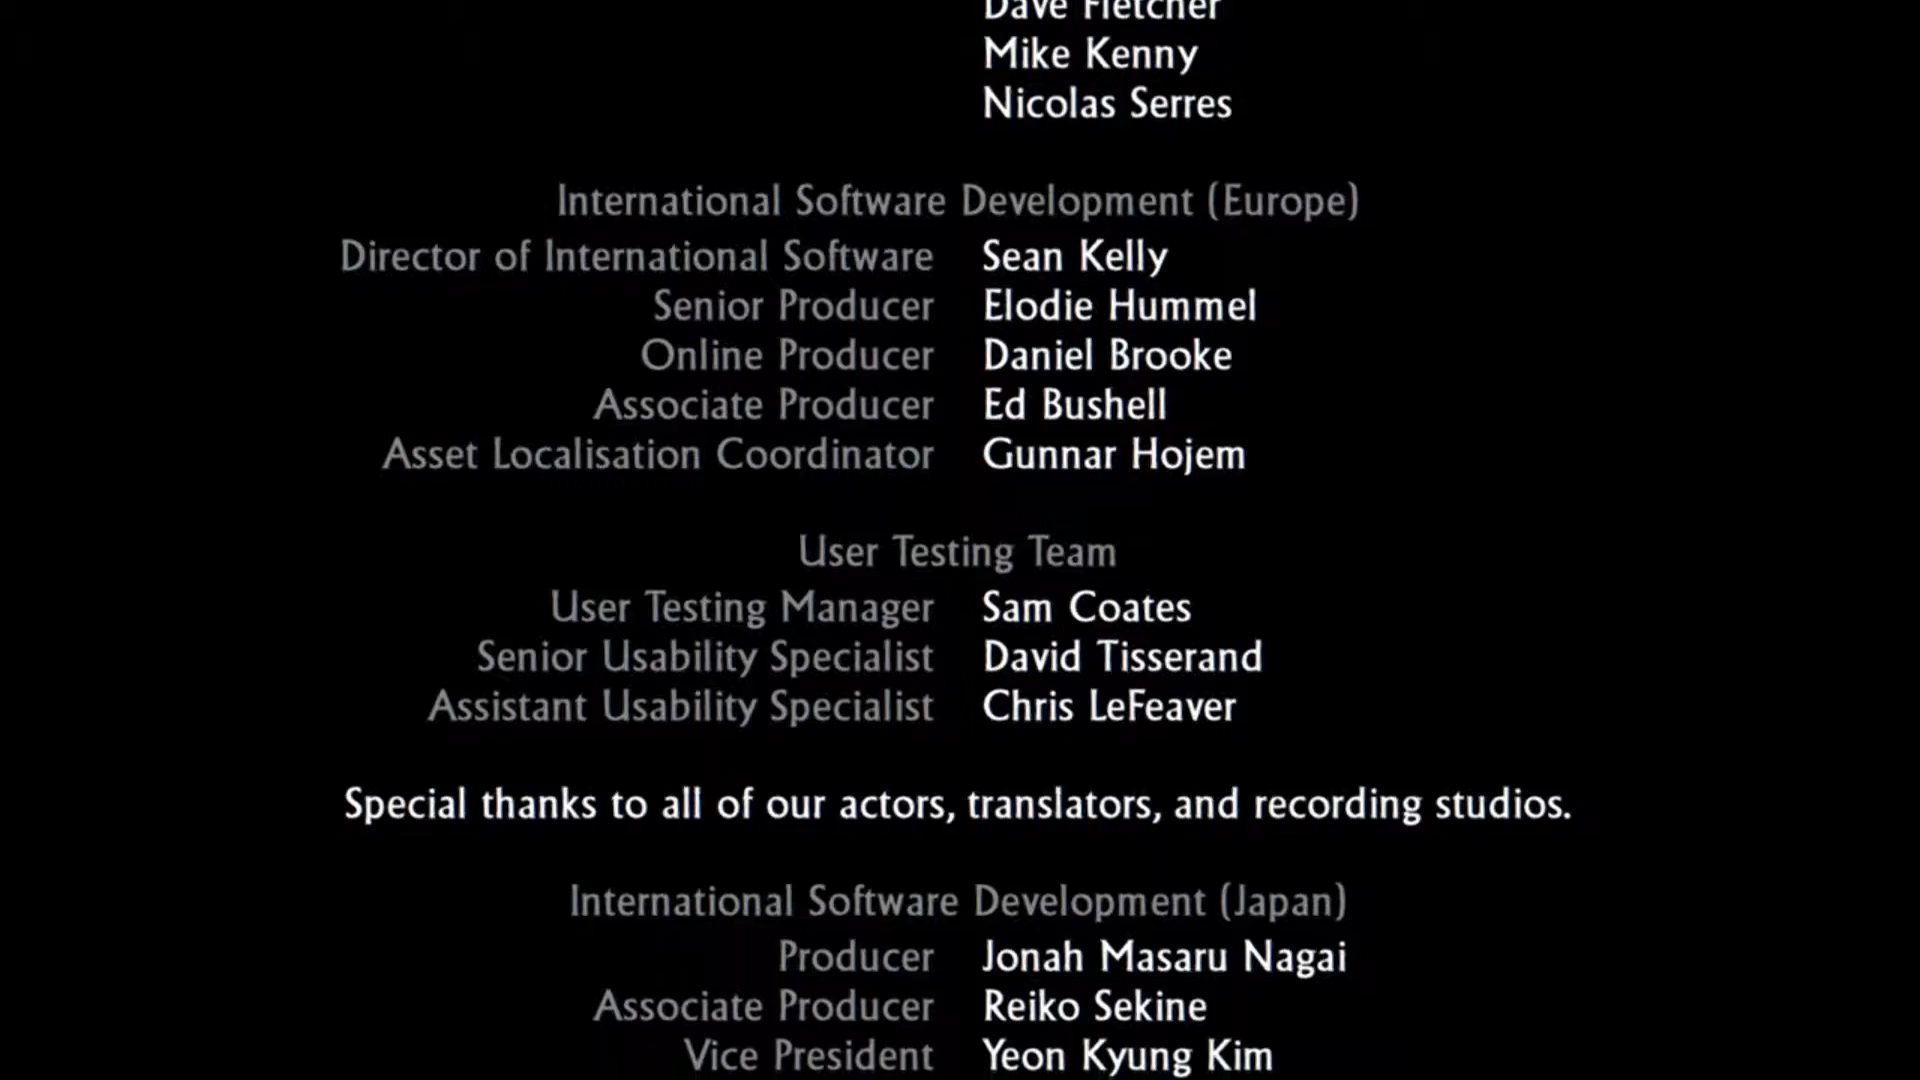 Dave Fletcher
Mike Kenny
Nicolas Serres
International Software Development (Europe)
Director of International Software Sean Kelly
Senior Producer Elodie Hummel
Online Producer Daniel Brooke
Associate Producer Ed Bushell
Asset Localisation Coordinator Gunnar Hojem
User Testing Team
User Testing Manager Sam Coates
Senior Usability Specialist David Tisserand
Assistant Usability Specialist Chris LeFeaver
Special thanks to all of our actors, translators, and recording studios.
International Software Development (Japan)
Producer Jonah Masaru Nagai
Associate Producer Reiko Sekine
Vice President Yeon Kyung Kim